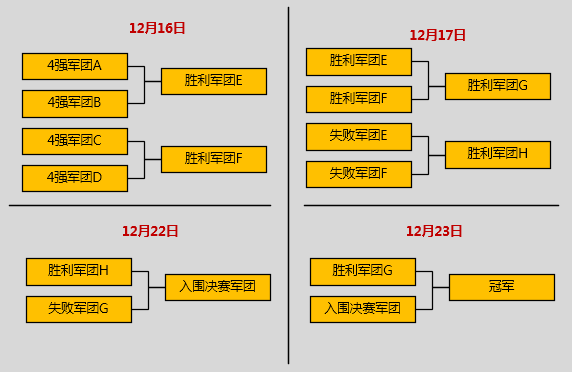 12月16日
4强军团A
4强军团B
胜利军团E
4强军团C
4强军团D
胜利军团F
12月17日
胜利军团E
胜利军团F
胜利军团G
失败军团E
失败军团F
胜利军团H
12月22日
胜利军团H
失败军团G
入围决赛军团
12月23日
胜利军团G
入围决赛军团
冠军